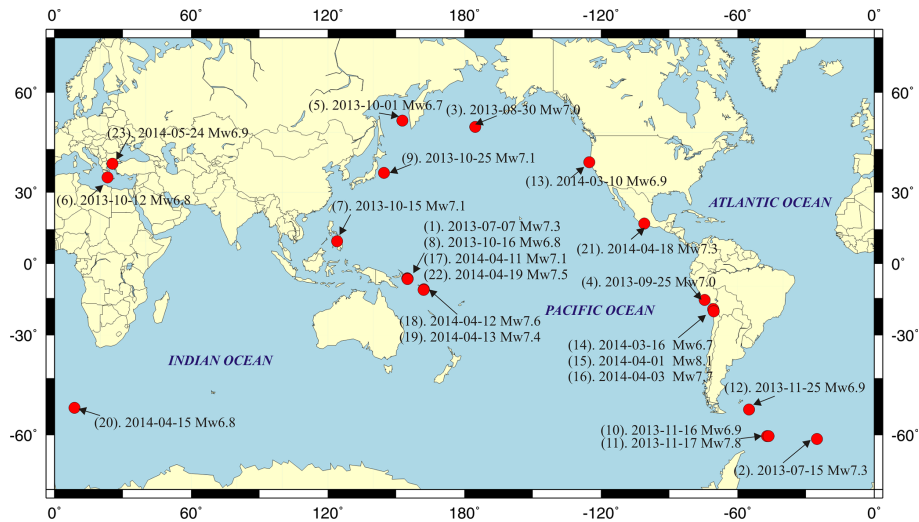 0 60 120 180 -120 -60 0
60°
30°
0
-30°
-60°
60°
30°
0
-30°
-60°
(5). 2013-10-01 Mw6.7
(3). 2013-08-30 Mw7.0
(23). 2014-05-24 Mw6.9
(9). 2013-10-25 Mw7.1
(13). 2014-03-10 Mw6.9
(6). 2013-10-12 Mw6.8
(7). 2013-10-15 Mw7.1
ATLANTIC OCEAN
(1). 2013-07-07 Mw7.3
(8). 2013-10-16 Mw6.8
(17). 2014-04-11 Mw7.1
(22). 2014-04-19 Mw7.5
(21). 2014-04-18 Mw7.3
(4). 2013-09-25 Mw7.0
PACIFIC OCEAN
(18). 2014-04-12 Mw7.6
(19). 2014-04-13 Mw7.4
(14). 2014-03-16 Mw6.7
(15). 2014-04-01 Mw8.1
(16). 2014-04-03 Mw7.7
INDIAN OCEAN
(12). 2013-11-25 Mw6.9
(20). 2014-04-15 Mw6.8
(10). 2013-11-16 Mw6.9
(11). 2013-11-17 Mw7.8
(2). 2013-07-15 Mw7.3
0 60 120 180 -120 -60 0